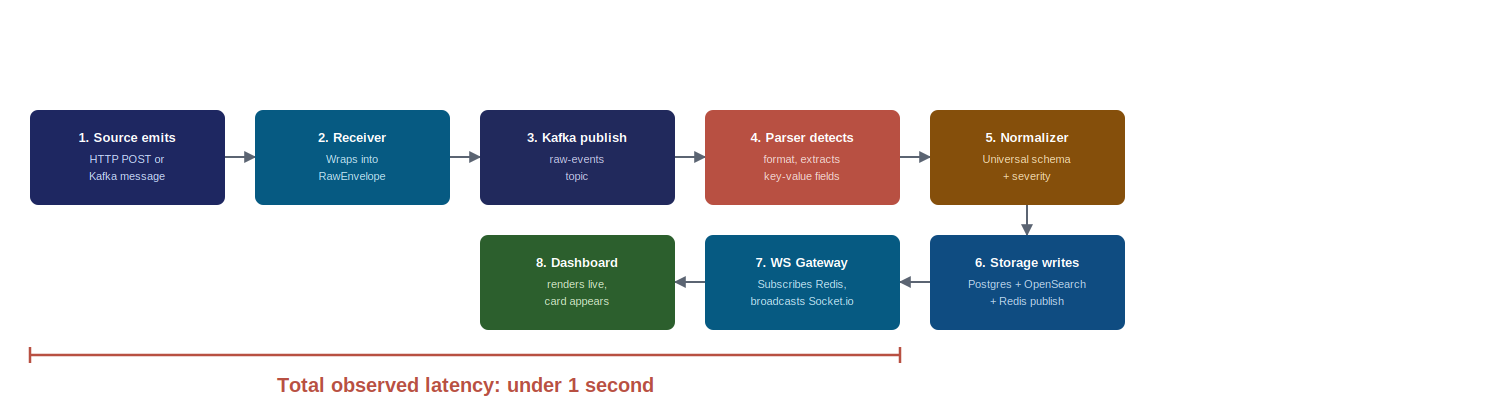 1. Source emits
HTTP POST or
Kafka message
2. Receiver
Wraps into
RawEnvelope
3. Kafka publish
raw-events
topic
4. Parser detects
format, extracts
key-value fields
5. Normalizer
Universal schema
+ severity
6. Storage writes
Postgres + OpenSearch
+ Redis publish
7. WS Gateway
Subscribes Redis,
broadcasts Socket.io
8. Dashboard
renders live,
card appears
Total observed latency: under 1 second